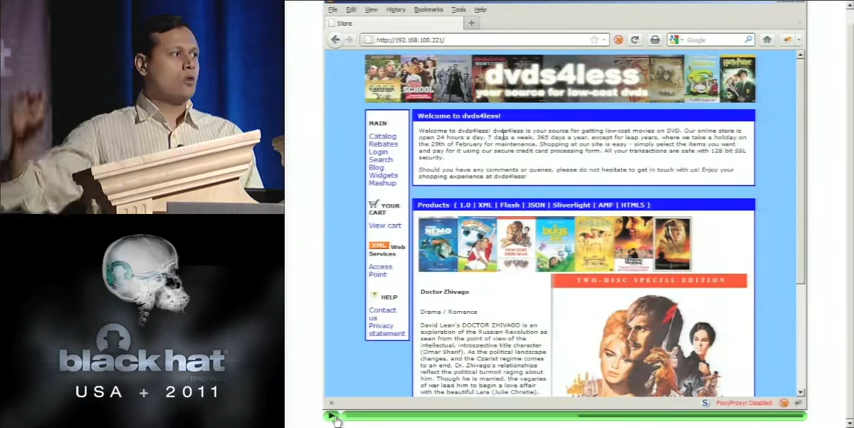 File Edit View History Bookmarks Tools Help
Store
http://192.168.100.221/
Google
dvds4less
your source for low-cost dvds
MAIN
Catalog
Rebates
Login
Search
Blog
Widgets
Mashup
YOUR
CART
View cart
XML Web
Services
Access
Point
HELP
Contact
us
Privacy
statement
Welcome to dvds4less!
Welcome to dvds4less! dvds4less is your source for getting low-cost movies on DVD. Our online store is
open 24 hours a day, 7 days a week, 365 days a year, except for leap years, where we take a holiday on
the 29th of February for maintenance. Shopping at our site is easy - simply select the items you want
and pay for it using our secure credit card processing form. All your transactions are safe with 128 bit SSL
security.
Should you have any comments or queries, please do not hesitate to get in touch with us! Enjoy your
shopping experience at dvds4less!
Products ( 1.0 | XML | Flash | JSON | Sliverlight | AMF | HTML5 )
NEMO
bugs
TWO-DISC SPECIAL EDITION
Doctor Zhivago
Drama / Romance
David Lean's DOCTOR ZHIVAGO is an
exploration of the Russian Revolution as
seen from the point of view of the
intellectual, introspective title character
(Omar Sharif). As the political landscape
changes, and the Czarist regime comes
to an end, Dr. Zhivago's relationships
reflect the political turmoil raging about
him. Though he is married, the vagaries
of war lead him to begin a love affair
with the beautiful Lara (Julie Christie).
FoxyProxy: Disabled
black hat
USA + 2011